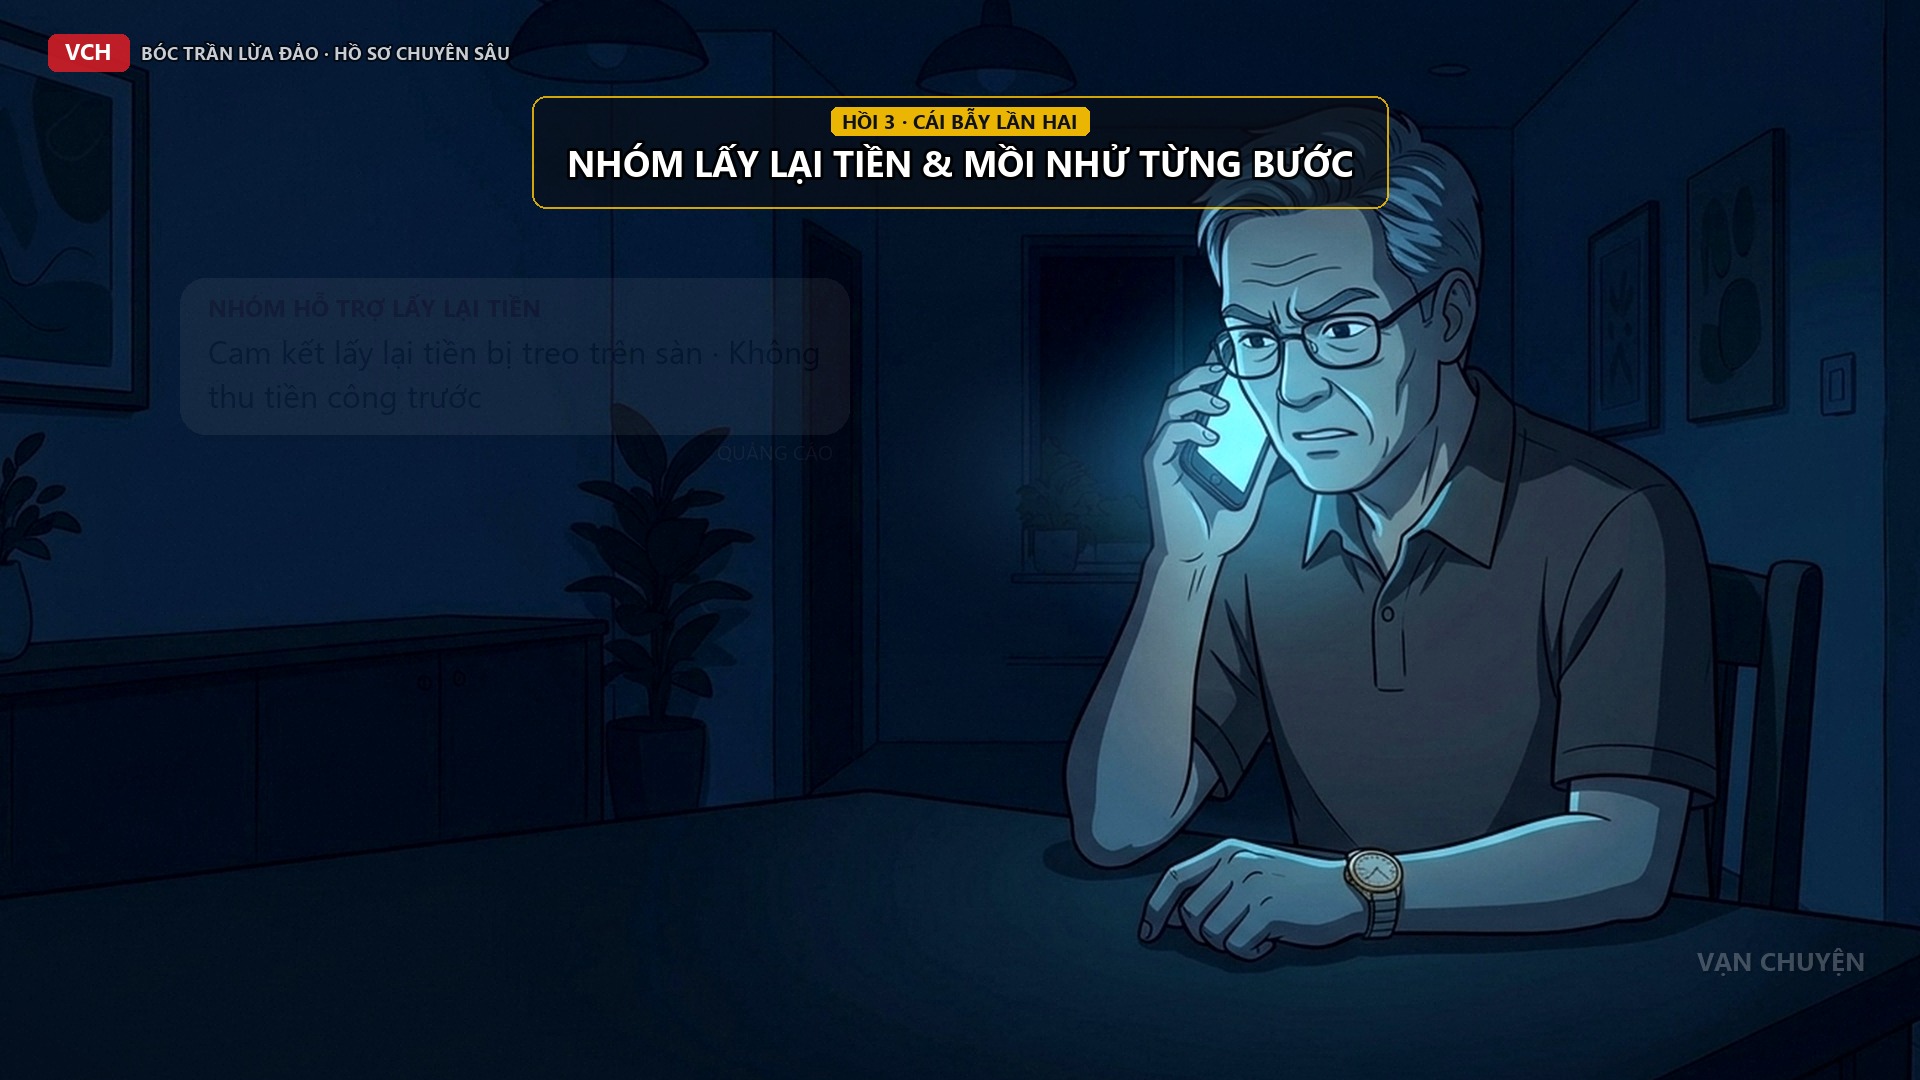 VCH BÓC TRẦN LỪA ĐẢO · HỒ SƠ CHUYÊN SÂU
HỒI 3 · CÁI BẪY LẦN HAI
NHÓM LẤY LẠI TIỀN & MỒI NHỬ TỪNG BƯỚC
NHÓM HỖ TRỢ LẤY LẠI TIỀN
Cam kết lấy lại tiền bị treo trên sàn · Không
thu tiền công trước
QUẢNG CÁO
VẠN CHUYỆN